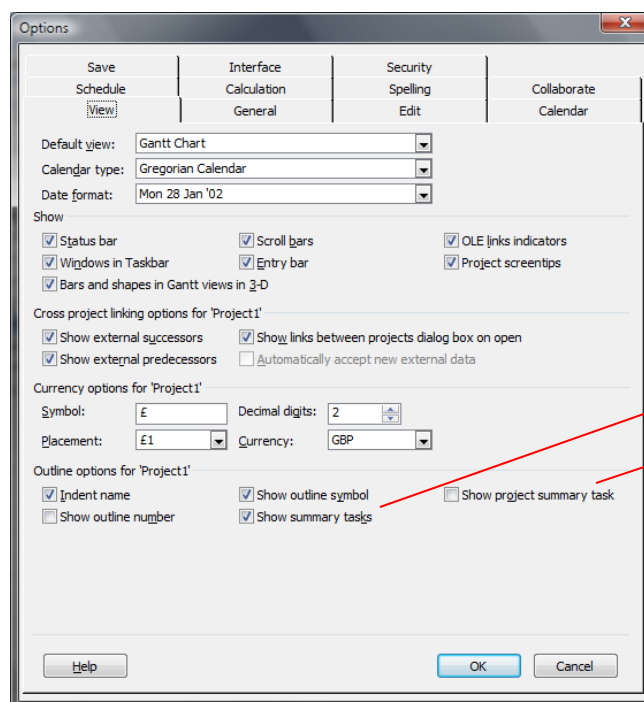 Options
Save Interface Security
Schedule Calculation Spelling Collaborate
View General Edit Calendar
Default view: Gantt Chart
Calendar type: Gregorian Calendar
Date format: Mon 28 Jan '02
Show
Status bar Scroll bars OLE links indicators
Windows in Taskbar Entry bar Project screentips
Bars and shapes in Gantt views in 3-D
Cross project linking options for 'Project1'
Show external successors Show links between projects dialog box on open
Show external predecessors Automatically accept new external data
Currency options for 'Project1'
Symbol: £ Decimal digits: 2
Placement: £1 Currency: GBP
Outline options for 'Project1'
Indent name Show outline symbol Show project summary task
Show outline number Show summary tasks
Help OK Cancel